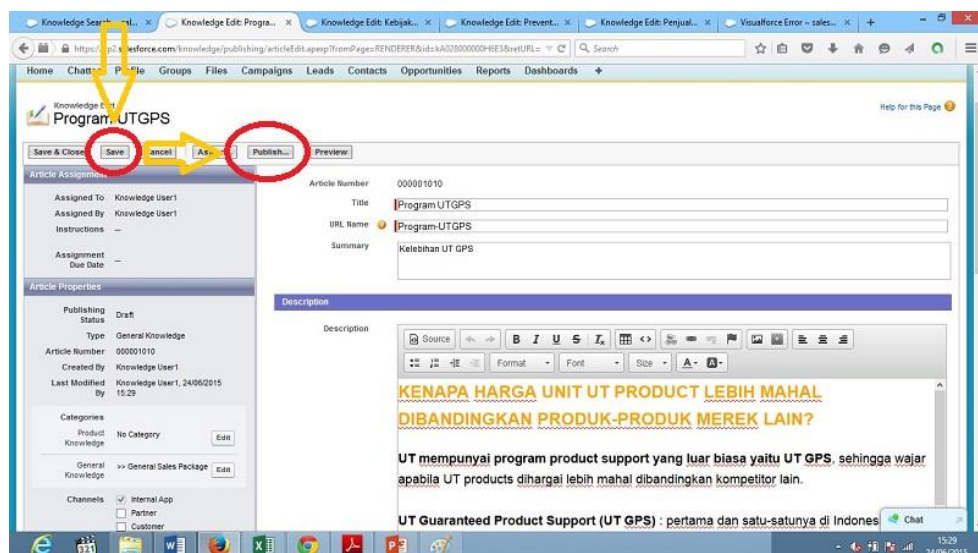 Knowledge Edit: Progra...
Knowledge Edit: Kebijak...
Knowledge Edit: Prevent...
Knowledge Edit: Penjual...
Visualforce Error ~ sales...
Search
Home Profile Groups Files Campaigns Leads Contacts Opportunities Reports Dashboards +
Program UTGPS
Help for this Page
Save & Close Save Cancel Publish... Preview
Article Assignment
Assigned To Knowledge User1
Assigned By Knowledge User1
Instructions –
Assignment Due Date –
Article Properties
Publishing Status Draft
Type General Knowledge
Article Number 000001010
Created By Knowledge User1
Last Modified By Knowledge User1, 24/06/2015 15:29
Categories
Product Knowledge No Category Edit
General Knowledge >> General Sales Package Edit
Channels Internal App
Partner
Customer
Article Number 000001010
Title Program UTGPS
URL Name Program-UTGPS
Summary Kelebihan UT GPS
Description
Description
Source B I U S Ix
Format Font Size A- A-
KENAPA HARGA UNIT UT PRODUCT LEBIH MAHAL
DIBANDINGKAN PRODUK-PRODUK MEREK LAIN?
UT mempunyai program product support yang luar biasa yaitu UT GPS, sehingga wajar
apabila UT products dihargai lebih mahal dibandingkan kompetitor lain.
UT Guaranteed Product Support (UT GPS) : pertama dan satu-satunya di Indones
Chat
15:29
24/06/2015